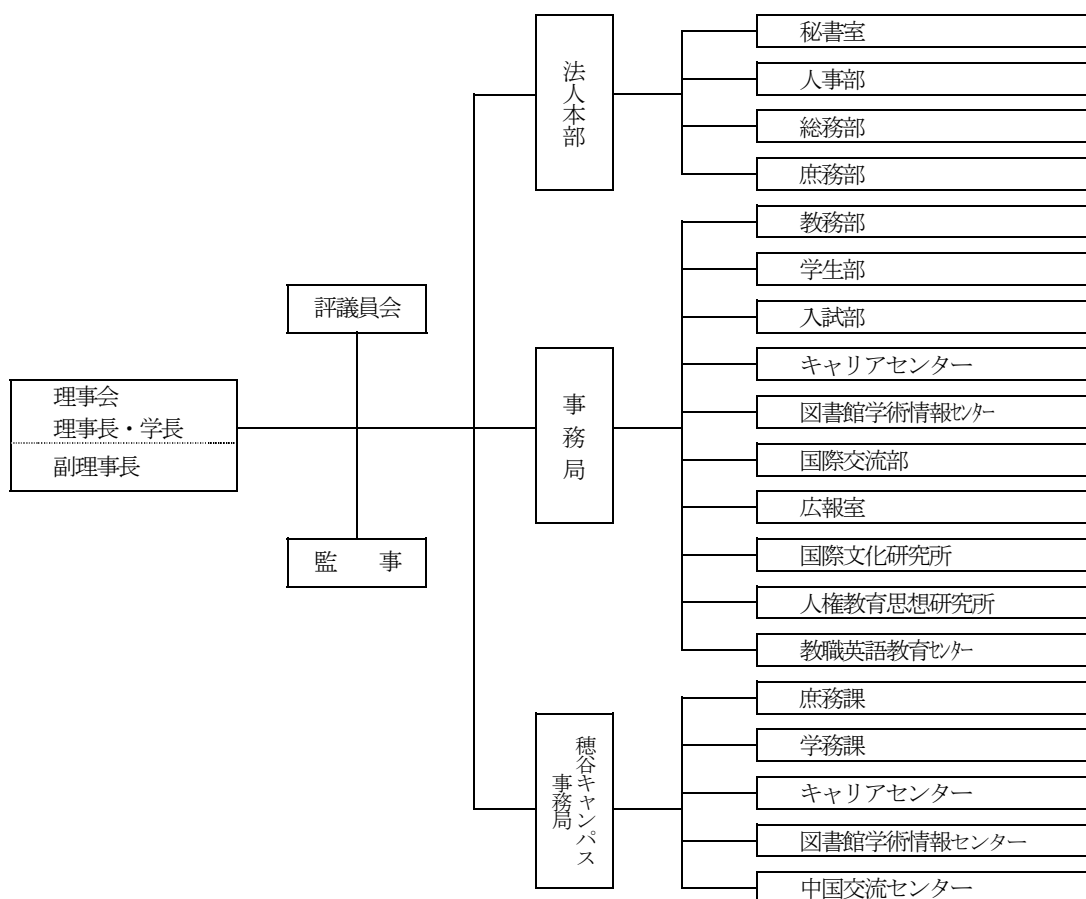 理事会
理事長・学長
副理事長
評議員会
監　事
法人本部
秘書室
人事部
総務部
庶務部
事務局
教務部
学生部
入試部
キャリアセンター
図書館学術情報ｾﾝﾀｰ
国際交流部
広報室
国際文化研究所
人権教育思想研究所
教職英語教育ｾﾝﾀｰ
穂谷キャンパス
事務局
庶務課
学務課
キャリアセンター
図書館学術情報センター
中国交流センター